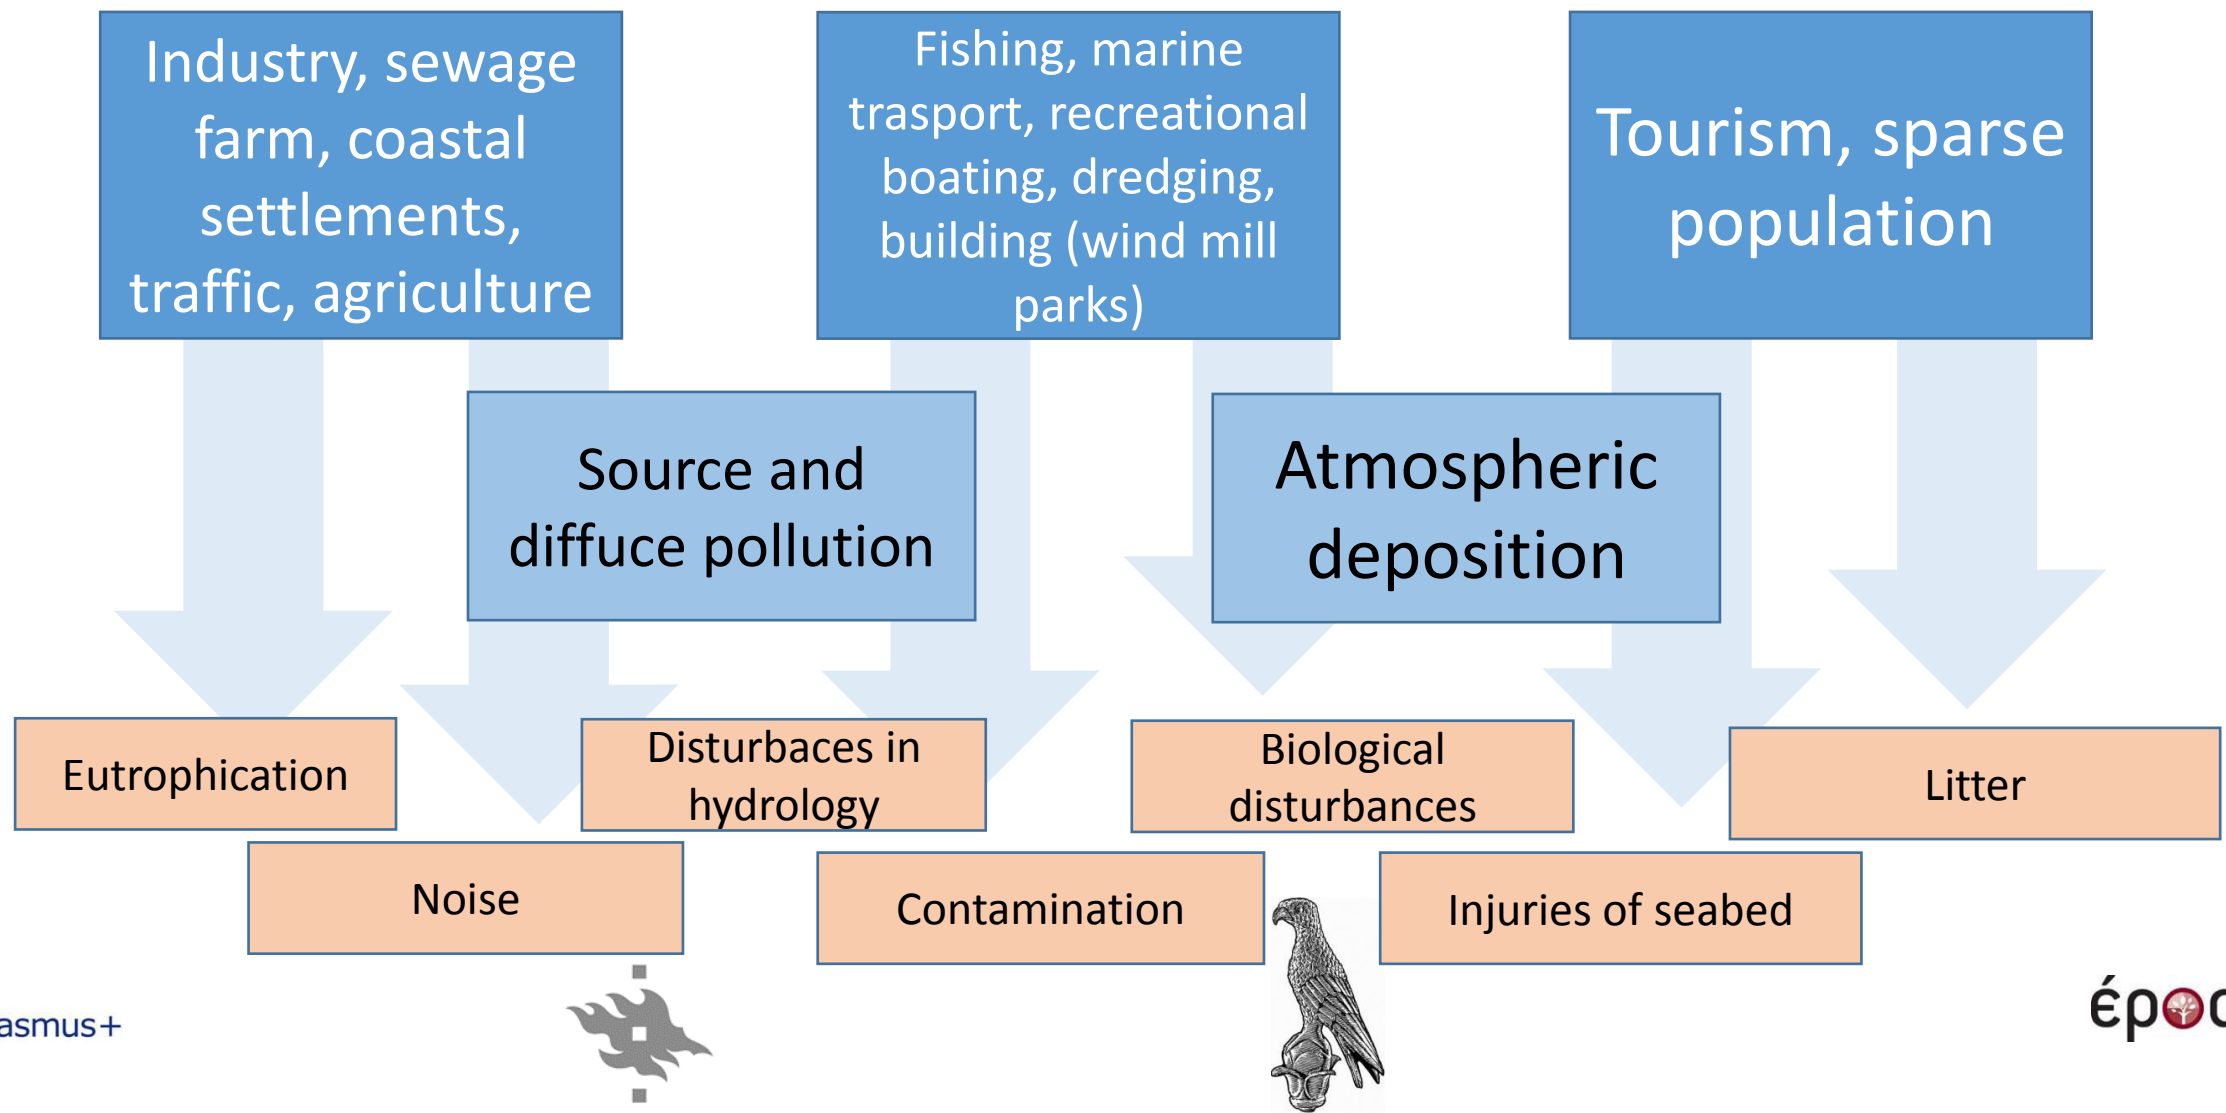 Industry, sewage
farm, coastal
settlements,
traffic, agriculture
Fishing, marine
trasport, recreational
boating, dredging,
building (wind mill
parks)
Tourism, sparse
population
Source and
diffuce pollution
Atmospheric
deposition
Eutrophication
Disturbaces in
hydrology
Biological
disturbances
Litter
Noise
Contamination
Injuries of seabed
asmus+